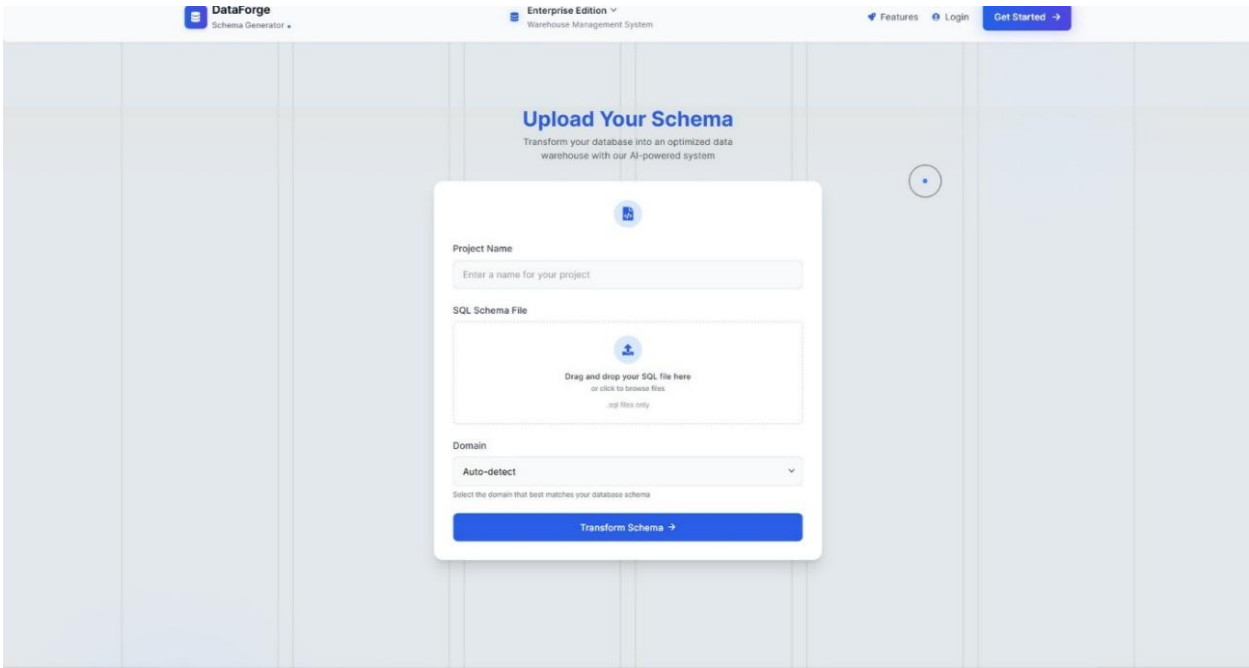 DataForge
Schema Generator
Enterprise Edition
Warehouse Management System
Features
Login
Get Started →
Upload Your Schema
Transform your database into an optimized data
warehouse with our AI-powered system
Project Name
Enter a name for your project
SQL Schema File
Drag and drop your SQL file here
or click to browse files
.sql files only
Domain
Auto-detect
Select the domain that best matches your database schema
Transform Schema →